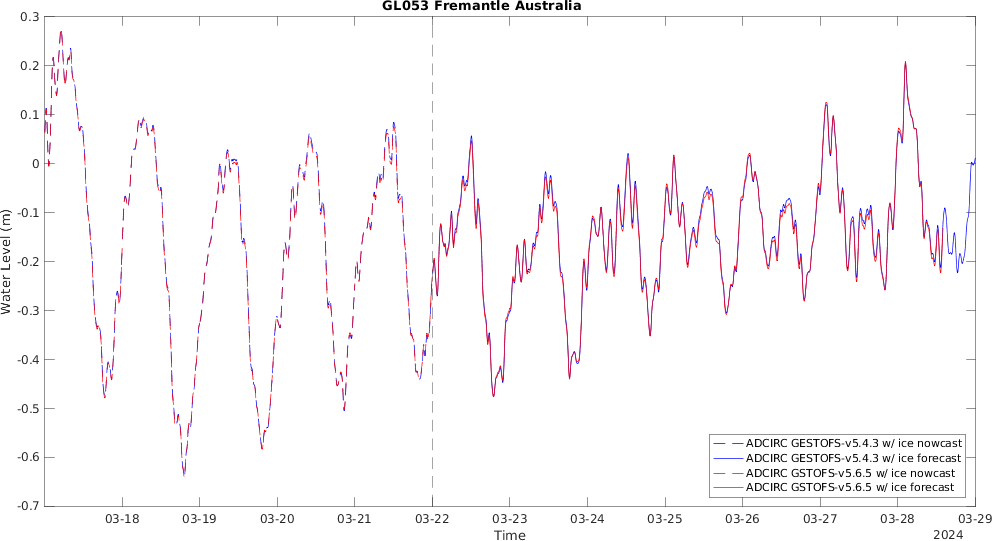 GL053 Fremantle Australia
0.3
0.2
0.1
0
-0.1
-0.2
-0.3
-0.4
-0.5
-0.6
-0.7
Water Level (m)
ADCIRC GESTOFS-v5.4.3 w/ ice nowcast
ADCIRC GESTOFS-v5.4.3 w/ ice forecast
ADCIRC GSTOFS-v5.6.5 w/ ice nowcast
ADCIRC GSTOFS-v5.6.5 w/ ice forecast
03-18 03-19 03-20 03-21 03-22 03-23 03-24 03-25 03-26 03-27 03-28 03-29
Time
2024